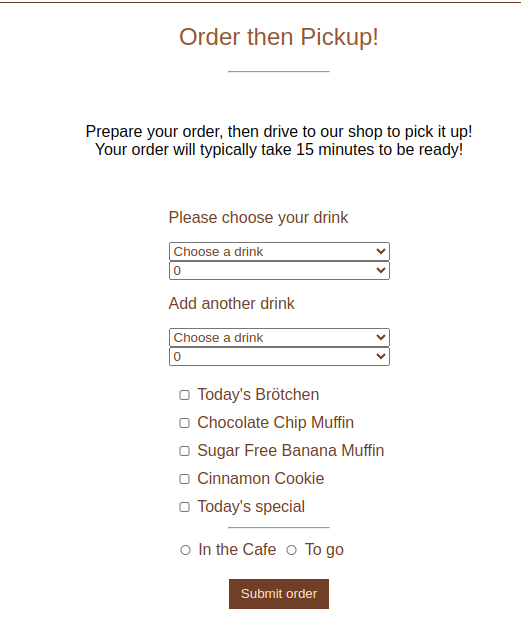 Order then Pickup!
Prepare your order, then drive to our shop to pick it up!
Your order will typically take 15 minutes to be ready!
Please choose your drink
Choose a drink
0
Add another drink
Choose a drink
0
Today's Brötchen
Chocolate Chip Muffin
Sugar Free Banana Muffin
Cinnamon Cookie
Today's special
In the Cafe To go
Submit order